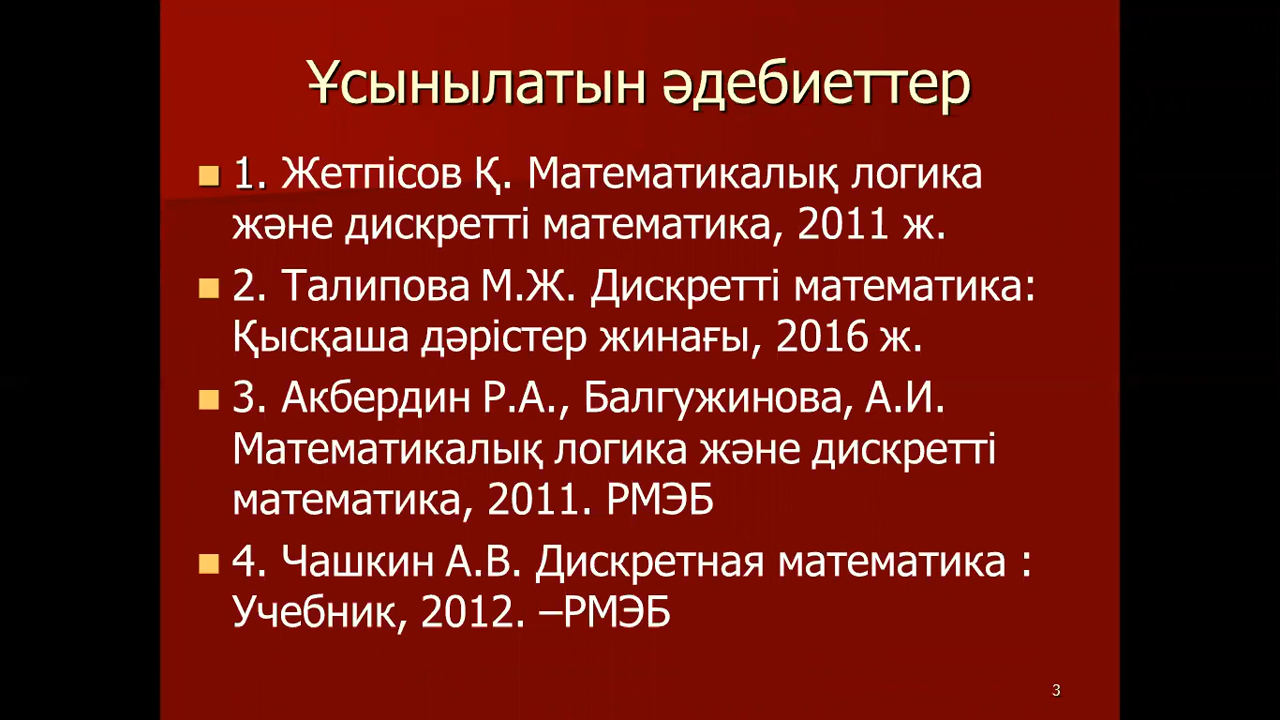 Ұсынылатын әдебиеттер
1. Жетпісов Қ. Математикалық логика
және дискретті математика, 2011 ж.
2. Талипова М.Ж. Дискретті математика:
Қысқаша дәрістер жинағы, 2016 ж.
3. Акбердин Р.А., Балгужинова, А.И.
Математикалық логика және дискретті
математика, 2011. РМЭБ
4. Чашкин А.В. Дискретная математика :
Учебник, 2012. –РМЭБ
3